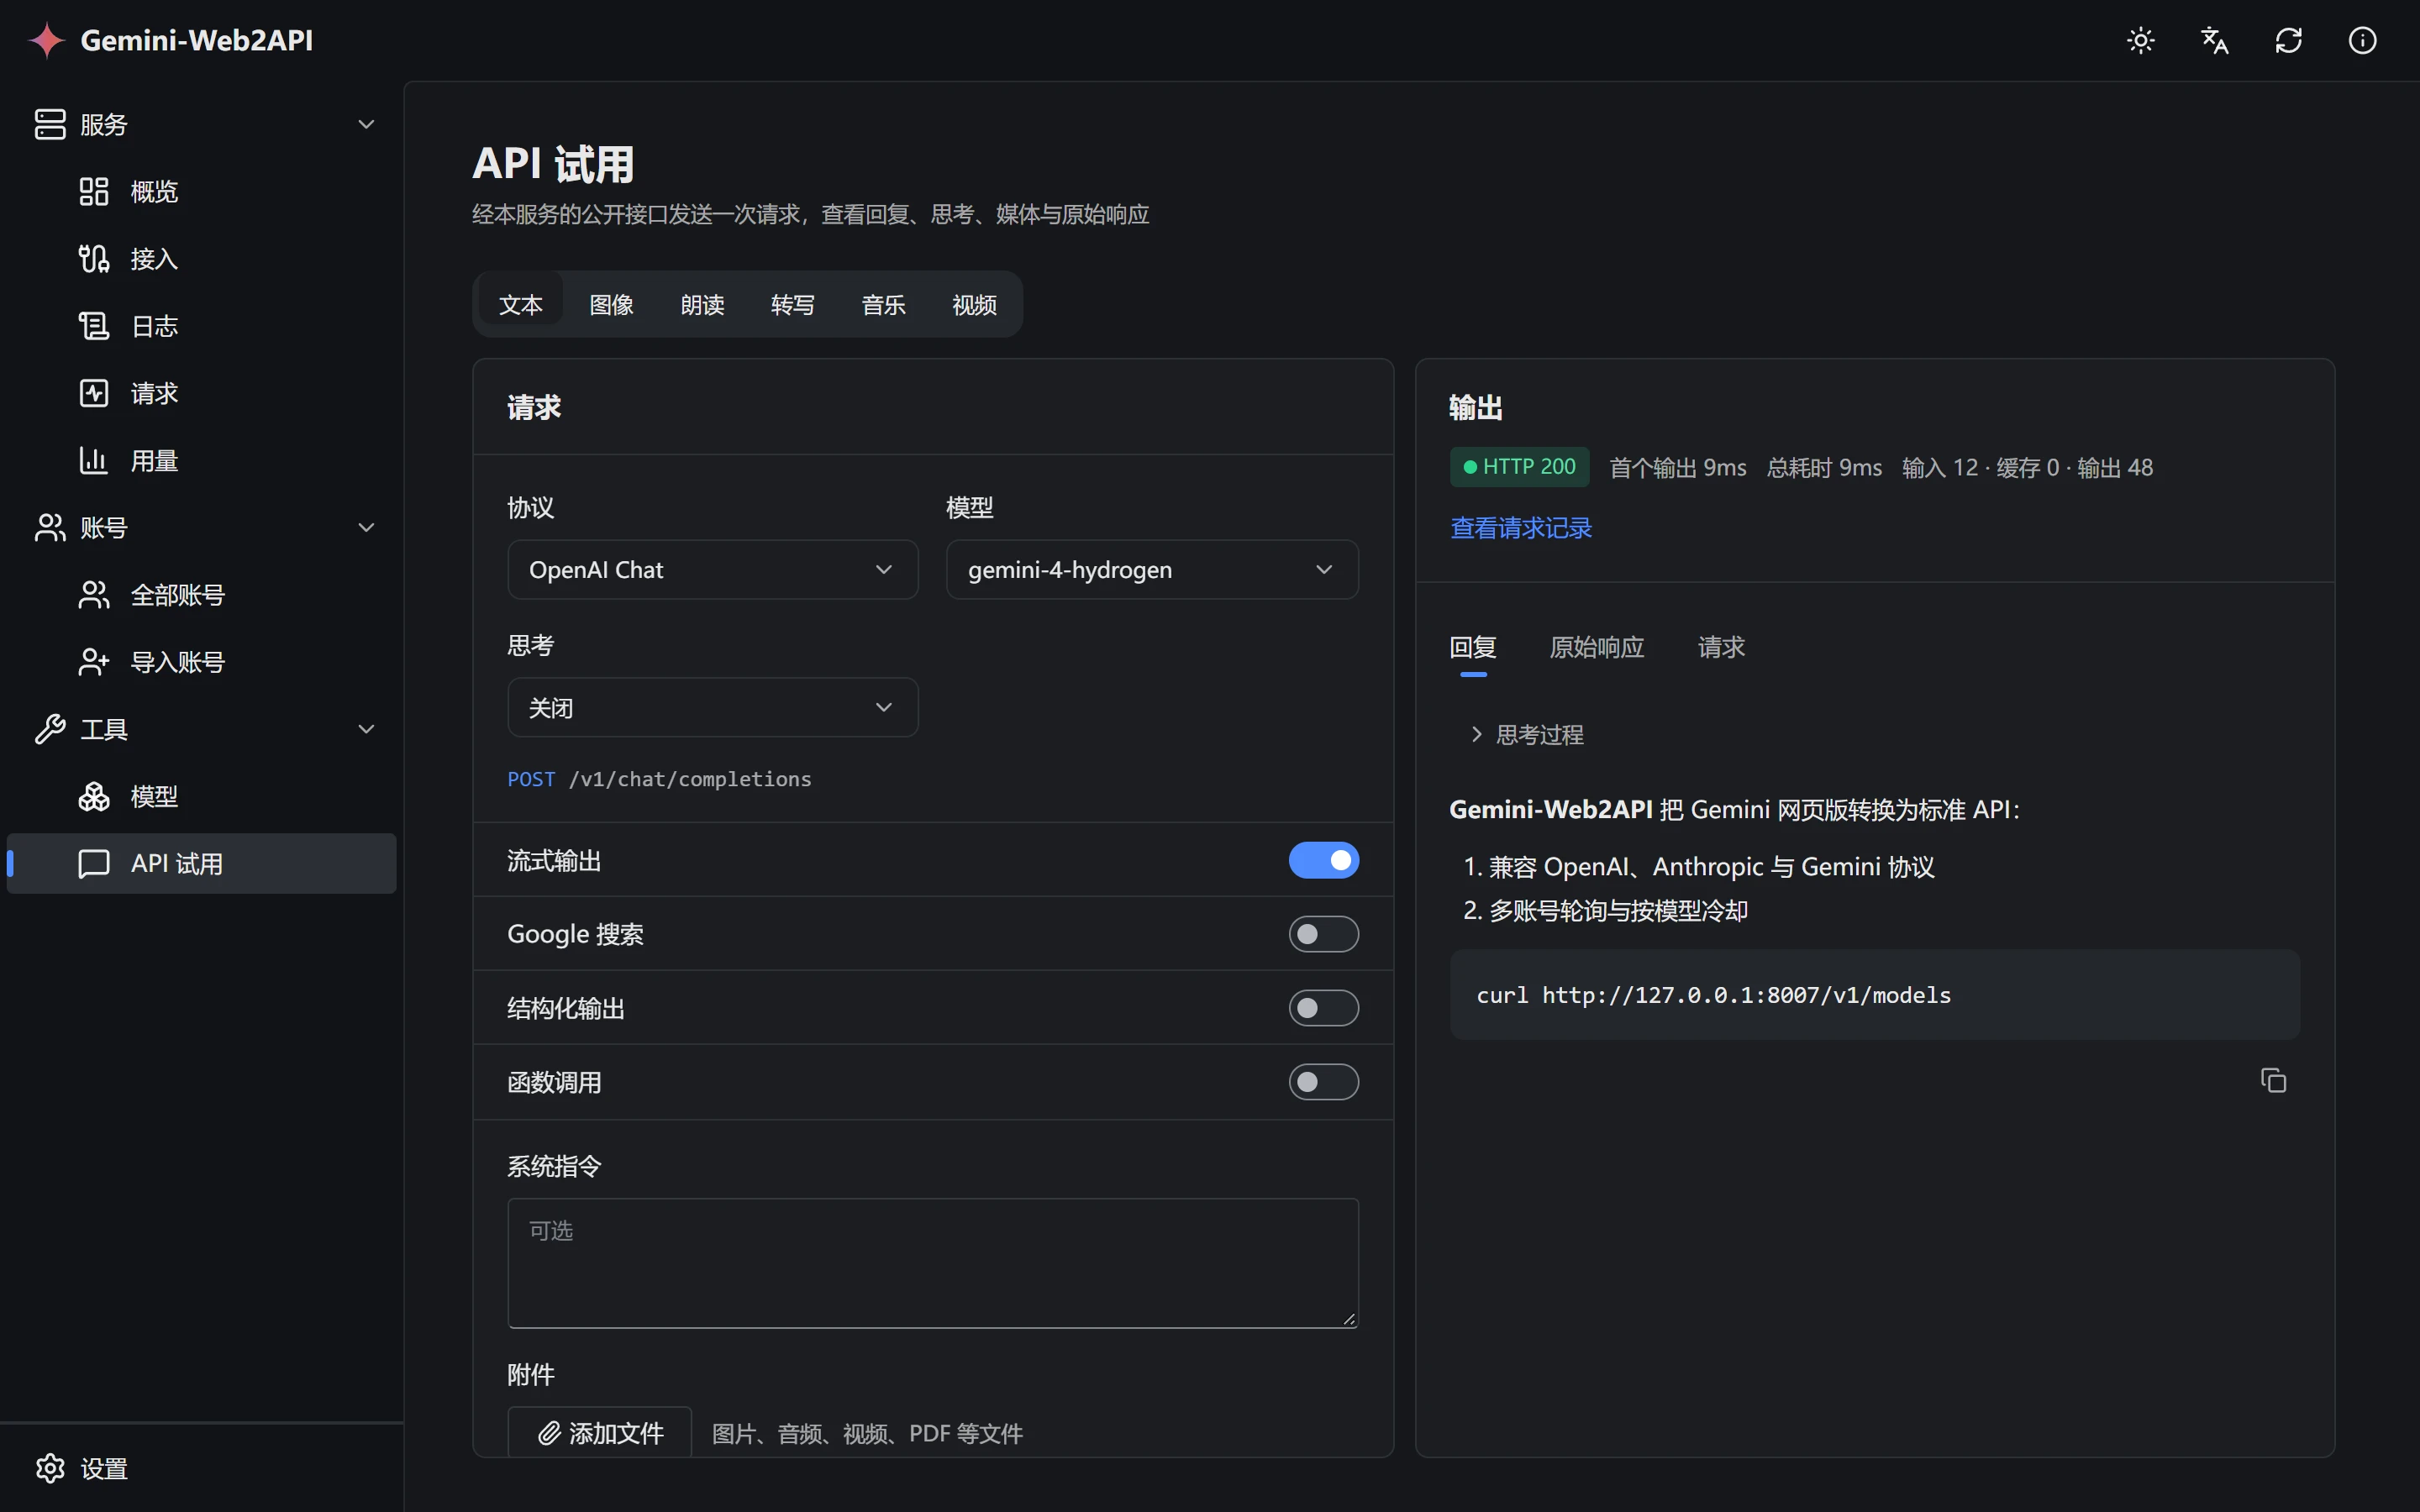 Gemini-Web2API
服务
概览
接入
日志
请求
用量
账号
全部账号
导入账号
工具
模型
API 试用
设置
API 试用
经本服务的公开接口发送一次请求，查看回复、思考、媒体与原始响应
文本 图像 朗读 转写 音乐 视频
请求
协议 模型
OpenAI Chat gemini-4-hydrogen
思考
关闭
POST /v1/chat/completions
流式输出
Google 搜索
结构化输出
函数调用
系统指令
可选
附件
添加文件 图片、音频、视频、PDF 等文件
输出
HTTP 200 首个输出 9ms 总耗时 9ms 输入 12 · 缓存 0 · 输出 48
查看请求记录
回复 原始响应 请求
思考过程
Gemini-Web2API 把 Gemini 网页版转换为标准 API：
1. 兼容 OpenAI、Anthropic 与 Gemini 协议
2. 多账号轮询与按模型冷却
curl http://127.0.0.1:8007/v1/models